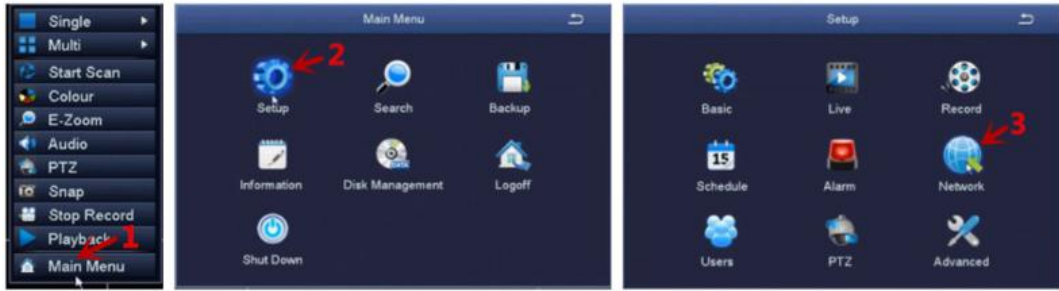 Single
Multi
Start Scan
Colour
E-Zoom
Audio
PTZ
Snap
Stop Record
Playback
1
Main Menu
Main Menu
2
Setup
Search
Backup
Information
Disk Management
Logoff
Shut Down
Setup
Basic
Live
Record
3
15
Schedule
Alarm
Network
Users
PTZ
Advanced